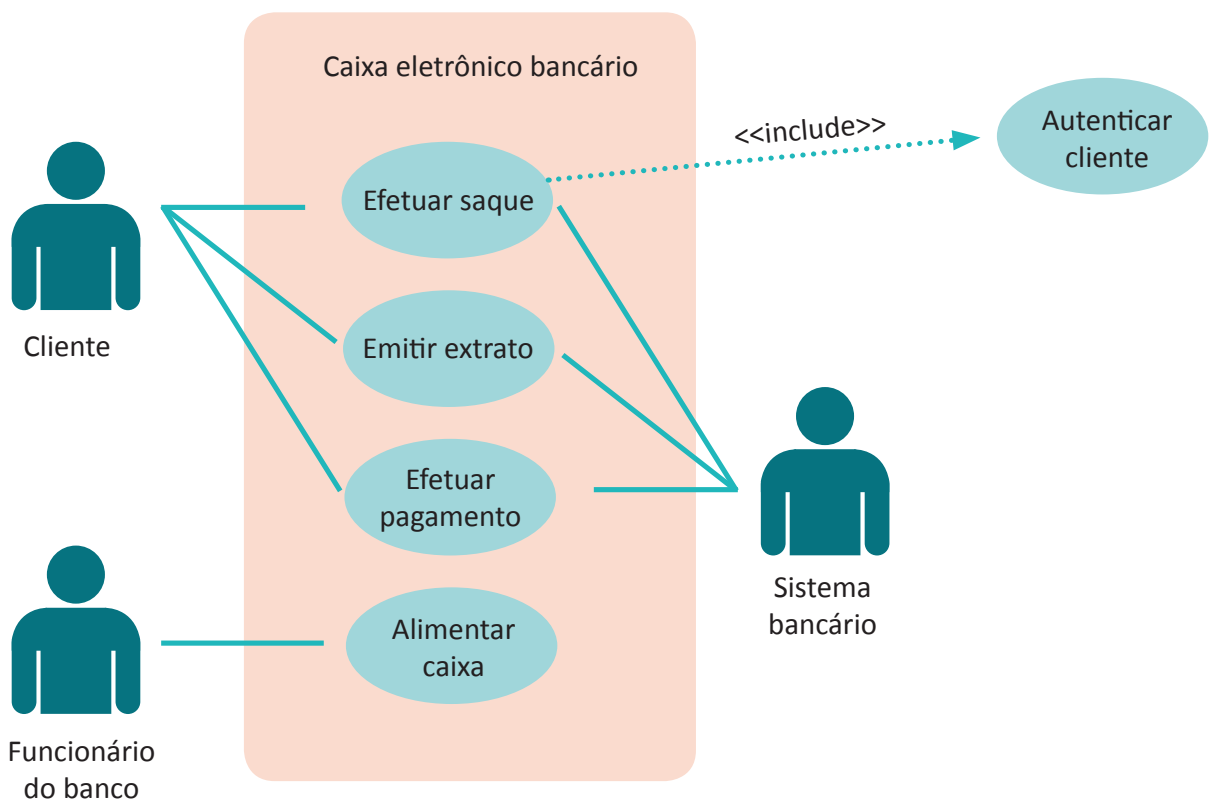 Caixa eletrônico bancário
<<include>>
Autenticar
cliente
Efetuar saque
Cliente
Emitir extrato
Efetuar
pagamento
Sistema
bancário
Alimentar
caixa
Funcionário
do banco